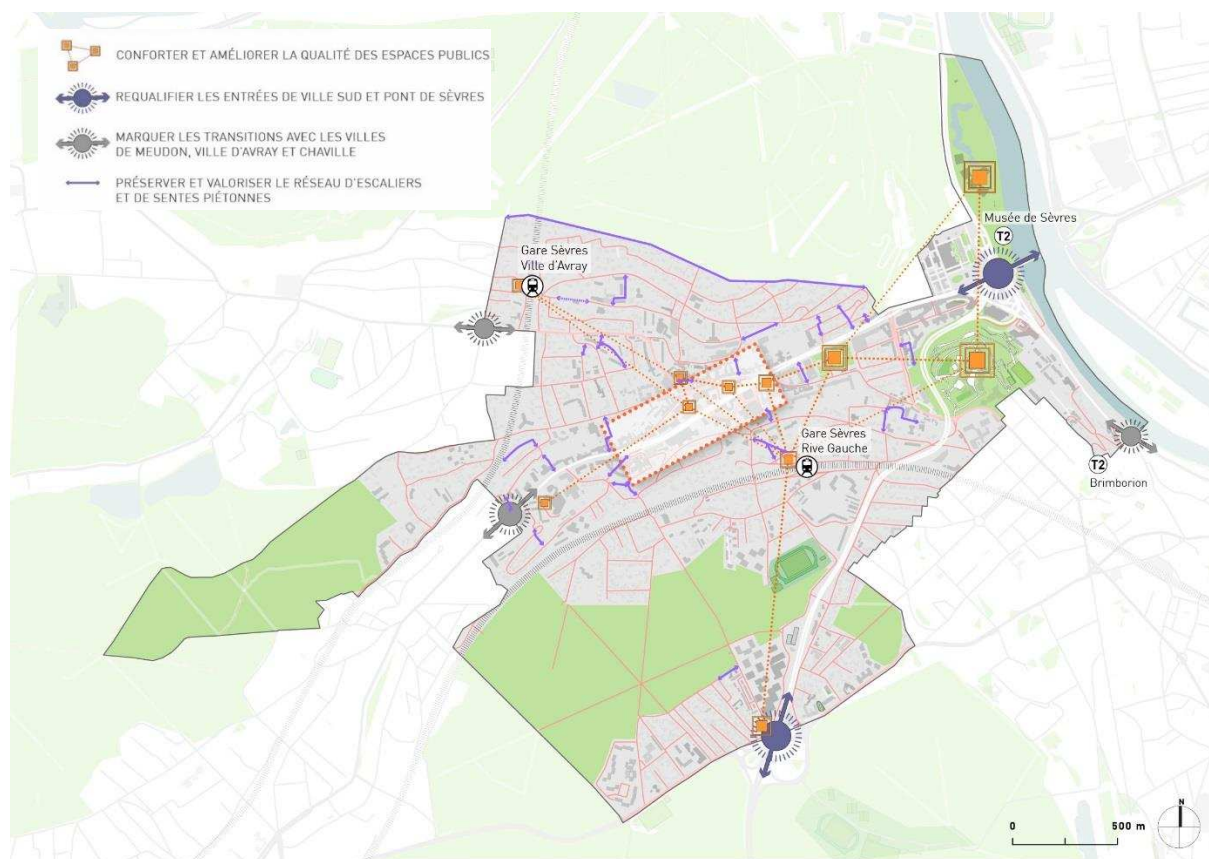 CONFORTER ET AMÉLIORER LA QUALITÉ DES ESPACES PUBLICS
REQUALIFIER LES ENTRÉES DE VILLE SUD ET PONT DE SÈVRES
MARQUER LES TRANSITIONS AVEC LES VILLES
DE MEUDON, VILLE D'AVRAY ET CHAVILLE
PRÉSERVER ET VALORISER LE RÉSEAU D'ESCALIERS
ET DE SENTES PIÉTONNES
Musée de Sèvres
T2
Gare Sèvres
Ville d'Avray
Gare Sèvres
Rive Gauche
T2
Brimborion
N
0 500 m